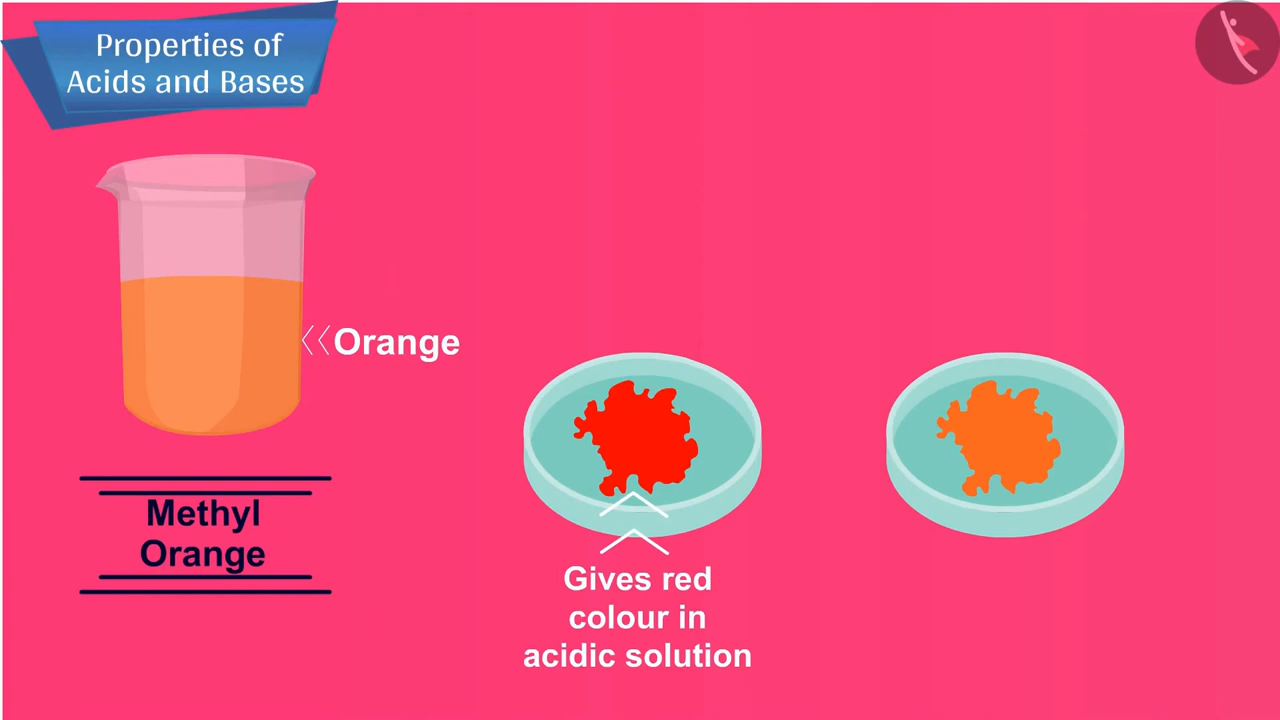 Properties of
Acids and Bases
Orange
Methyl
Orange
Gives red
colour in
acidic solution